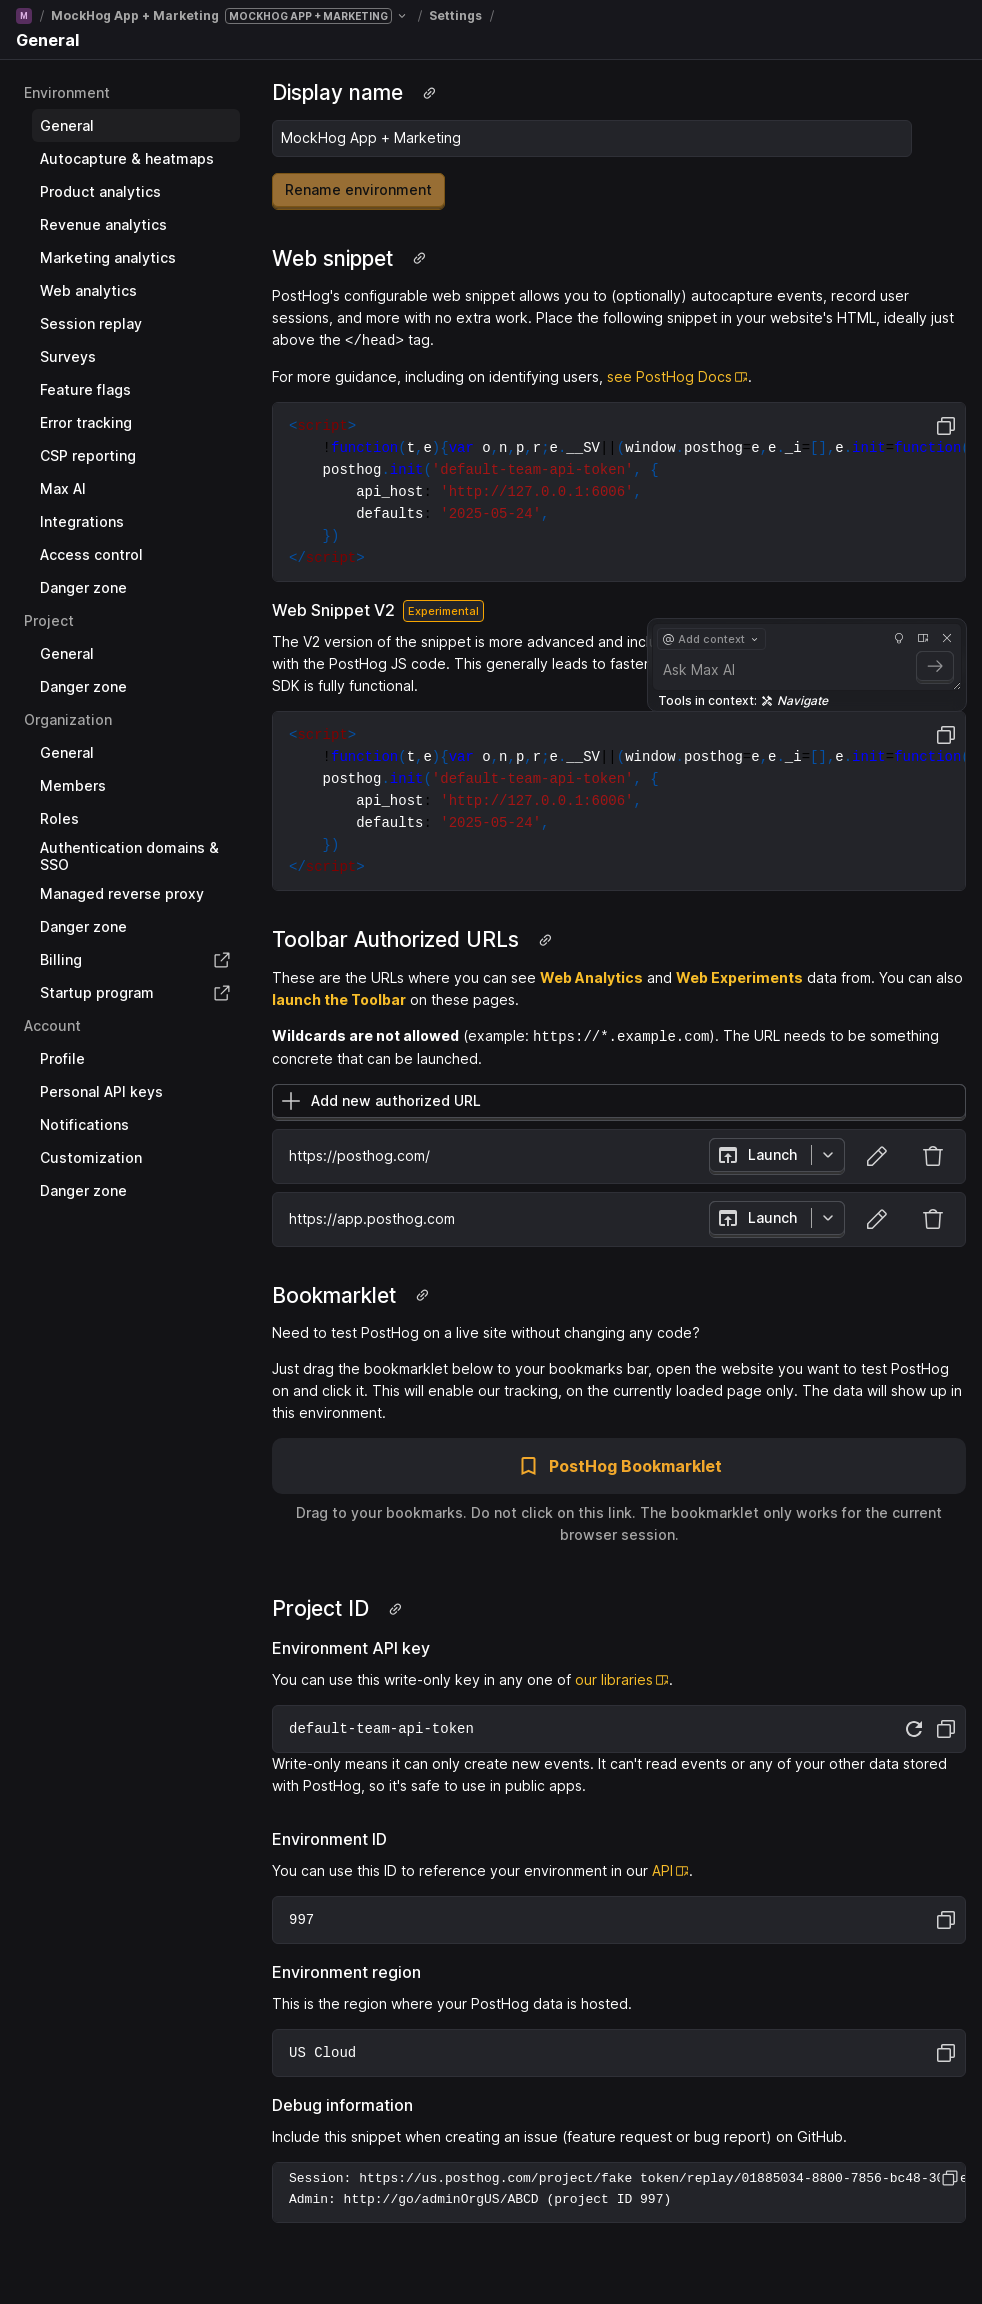 M / MockHog App + Marketing MOCKHOG APP + MARKETING / Settings /
General
Environment
General
Autocapture & heatmaps
Product analytics
Revenue analytics
Marketing analytics
Web analytics
Session replay
Surveys
Feature flags
Error tracking
CSP reporting
Max AI
Integrations
Access control
Danger zone
Project
General
Danger zone
Organization
General
Members
Roles
Authentication domains &
SSO
Managed reverse proxy
Danger zone
Billing
Startup program
Account
Profile
Personal API keys
Notifications
Customization
Danger zone
Display name
MockHog App + Marketing
Rename environment
Web snippet
PostHog's configurable web snippet allows you to (optionally) autocapture events, record user
sessions, and more with no extra work. Place the following snippet in your website's HTML, ideally just
above the </head> tag.
For more guidance, including on identifying users, see PostHog Docs.
<script>
!function(t,e){var o,n,p,r;e.__SV||(window.posthog=e,e._i=[],e.init=function(
posthog.init('default-team-api-token', {
api_host: 'http://127.0.0.1:6006',
defaults: '2025-05-24',
})
</script>
Web Snippet V2 Experimental
The V2 version of the snippet is more advanced and
with the PostHog JS code. This generally leads to faster
SDK is fully functional.
@ Add context
Ask Max AI
Tools in context: Navigate
<script>
!function(t,e){var o,n,p,r;e.__SV||(window.posthog=e,e._i=[],e.init=function(
posthog.init('default-team-api-token', {
api_host: 'http://127.0.0.1:6006',
defaults: '2025-05-24',
})
</script>
Toolbar Authorized URLs
These are the URLs where you can see Web Analytics and Web Experiments data from. You can also
launch the Toolbar on these pages.
Wildcards are not allowed (example: https://*.example.com). The URL needs to be something
concrete that can be launched.
Add new authorized URL
https://posthog.com/ Launch
https://app.posthog.com Launch
Bookmarklet
Need to test PostHog on a live site without changing any code?
Just drag the bookmarklet below to your bookmarks bar, open the website you want to test PostHog
on and click it. This will enable our tracking, on the currently loaded page only. The data will show up in
this environment.
PostHog Bookmarklet
Drag to your bookmarks. Do not click on this link. The bookmarklet only works for the current
browser session.
Project ID
Environment API key
You can use this write-only key in any one of our libraries.
default-team-api-token
Write-only means it can only create new events. It can't read events or any of your other data stored
with PostHog, so it's safe to use in public apps.
Environment ID
You can use this ID to reference your environment in our API.
997
Environment region
This is the region where your PostHog data is hosted.
US Cloud
Debug information
Include this snippet when creating an issue (feature request or bug report) on GitHub.
Session: https://us.posthog.com/project/fake token/replay/01885034-8800-7856-bc48-3
Admin: http://go/adminOrgUS/ABCD (project ID 997)